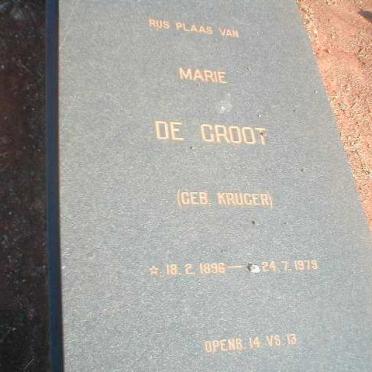 RUS PLAAS VAN
MARIE
DE GROOT
(GEB. KRUGER)
☆ 18. 2. 1896 — 24. 7. 1979
OPENB. 14 VS. 13